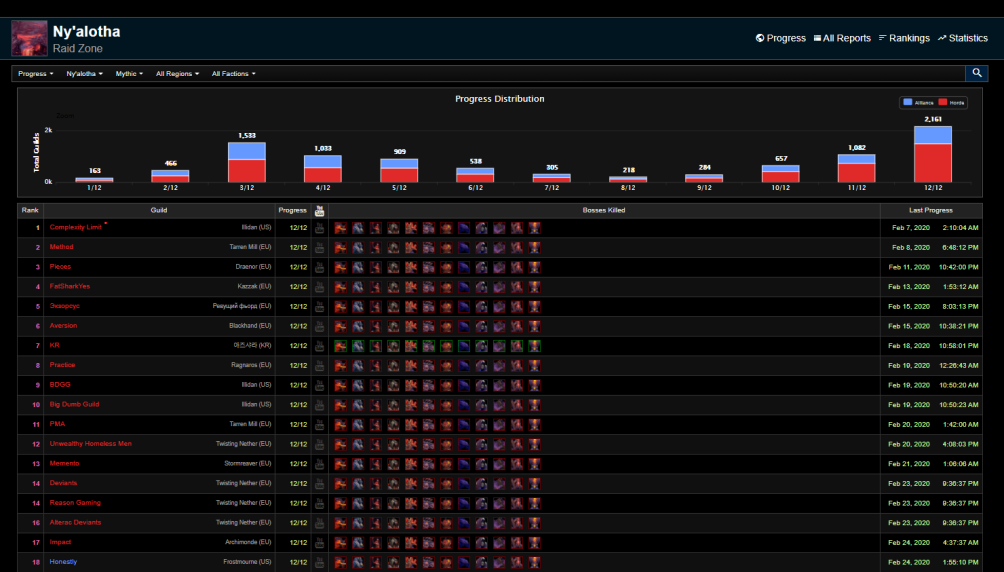 Ny'alotha
Raid Zone
Progress All Reports Rankings Statistics
Progress Ny'alotha Mythic All Regions All Factions
Progress Distribution
Alliance Horde
Total Guilds
2k
0k
163 466 1,533 1,033 909 538 305 218 284 657 1,082 2,161
1/12 2/12 3/12 4/12 5/12 6/12 7/12 8/12 9/12 10/12 11/12 12/12
Rank Guild Progress Bosses Killed Last Progress
1 Complexity Limit Illidan (US) 12/12 Feb 7, 2020 2:10:04 AM
2 Method Tarren Mill (EU) 12/12 Feb 8, 2020 6:48:12 PM
3 Pieces Draenor (EU) 12/12 Feb 11, 2020 10:42:00 PM
4 FatSharkYes Kazzak (EU) 12/12 Feb 13, 2020 1:53:12 AM
5 Экзорсус Ревущий фьорд (EU) 12/12 Feb 15, 2020 8:03:13 PM
6 Aversion Blackhand (EU) 12/12 Feb 15, 2020 10:38:21 PM
7 KR 아즈샤라 (KR) 12/12 Feb 18, 2020 10:58:01 PM
8 Practice Ragnaros (EU) 12/12 Feb 19, 2020 12:26:43 AM
9 BDGG Illidan (US) 12/12 Feb 19, 2020 10:50:20 AM
10 Big Dumb Guild Illidan (US) 12/12 Feb 19, 2020 10:50:23 AM
11 PMA Tarren Mill (EU) 12/12 Feb 20, 2020 1:42:00 AM
12 Unwealthy Homeless Men Twisting Nether (EU) 12/12 Feb 20, 2020 4:08:03 PM
13 Memento Stormreaver (EU) 12/12 Feb 21, 2020 1:06:06 AM
14 Deviants Twisting Nether (EU) 12/12 Feb 23, 2020 9:36:37 PM
14 Reason Gaming Twisting Nether (EU) 12/12 Feb 23, 2020 9:36:37 PM
16 Alterac Deviants Twisting Nether (EU) 12/12 Feb 23, 2020 9:36:37 PM
17 Impact Archimonde (EU) 12/12 Feb 24, 2020 4:37:37 AM
18 Honestly Frostmourne (US) 12/12 Feb 24, 2020 1:55:10 PM